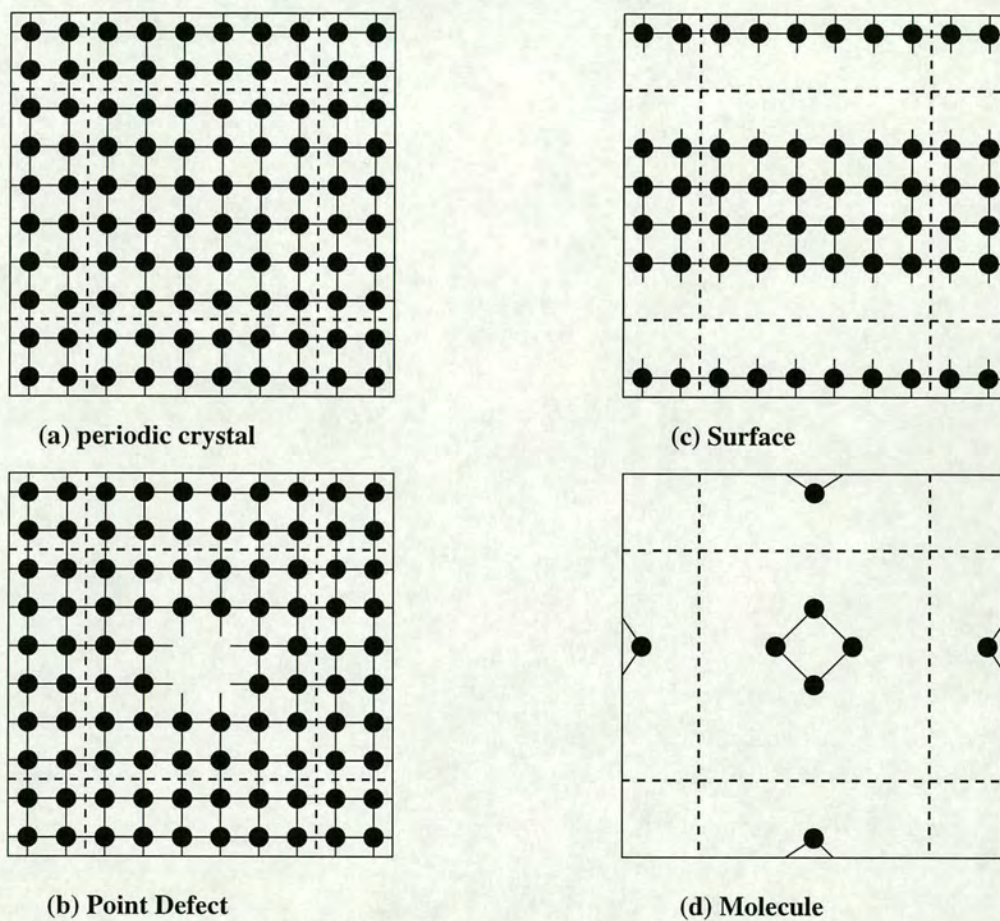 (a) periodic crystal
(c) Surface
(b) Point Defect
(d) Molecule